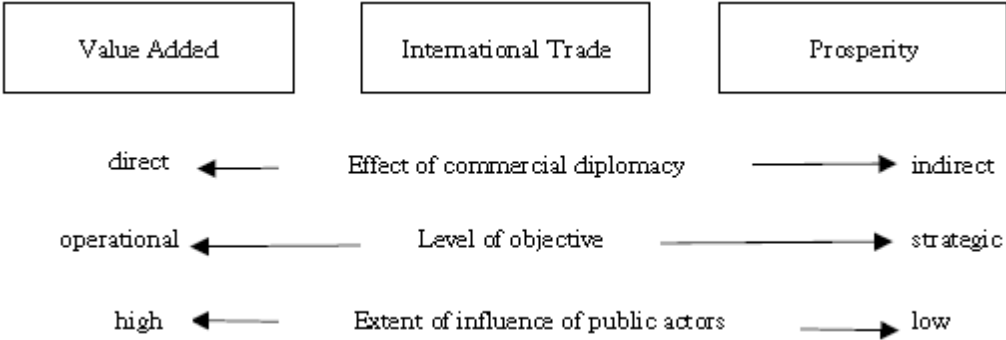 Value Added International Trade Prosperity
direct Effect of commercial diplomacy indirect
operational Level of objective strategic
high Extent of influence of public actors low